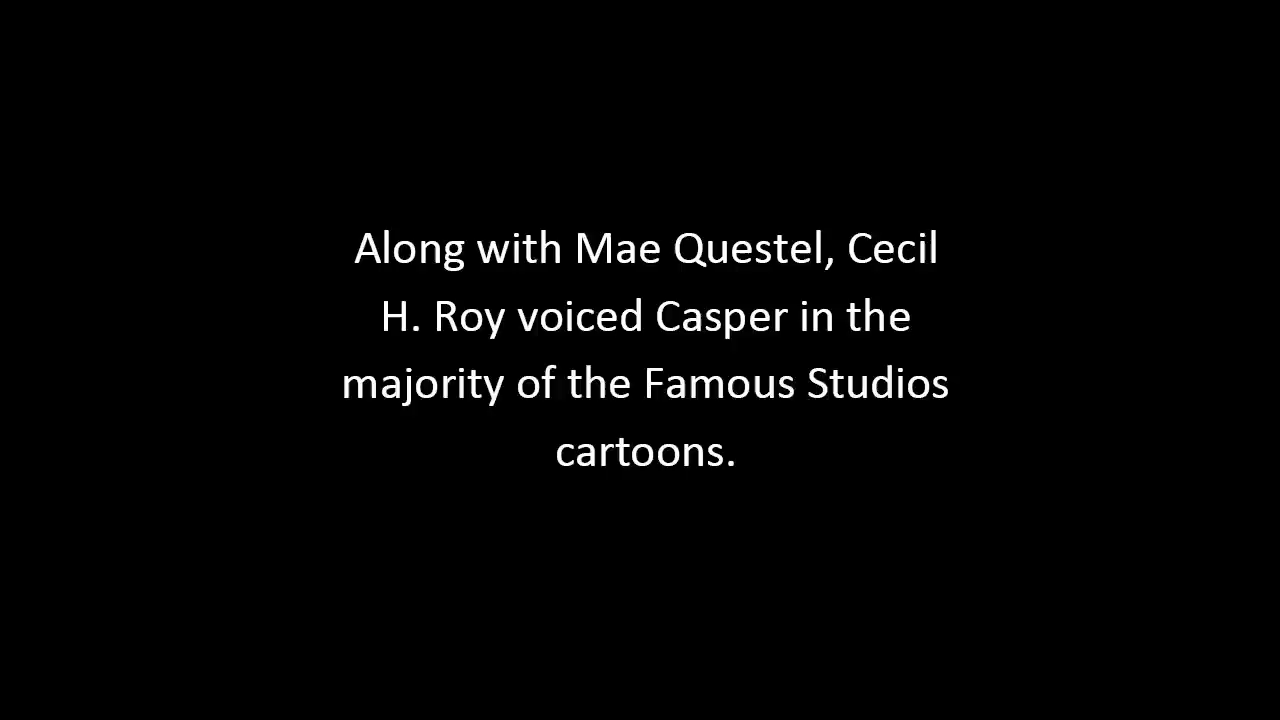 Along with Mae Questel, Cecil
H. Roy voiced Casper in the
majority of the Famous Studios
cartoons.